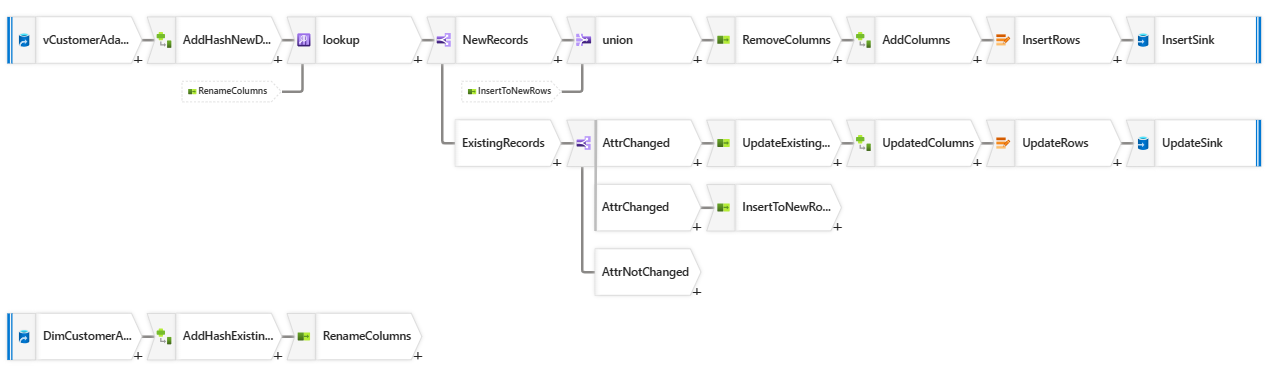 vCustomerAda...
AddHashNewD...
lookup
NewRecords
union
RemoveColumns
AddColumns
InsertRows
InsertSink
RenameColumns
InsertToNewRows
ExistingRecords
AttrChanged
UpdateExisting...
UpdatedColumns
UpdateRows
UpdateSink
AttrChanged
InsertToNewRo...
AttrNotChanged
DimCustomerA...
AddHashExistin...
RenameColumns